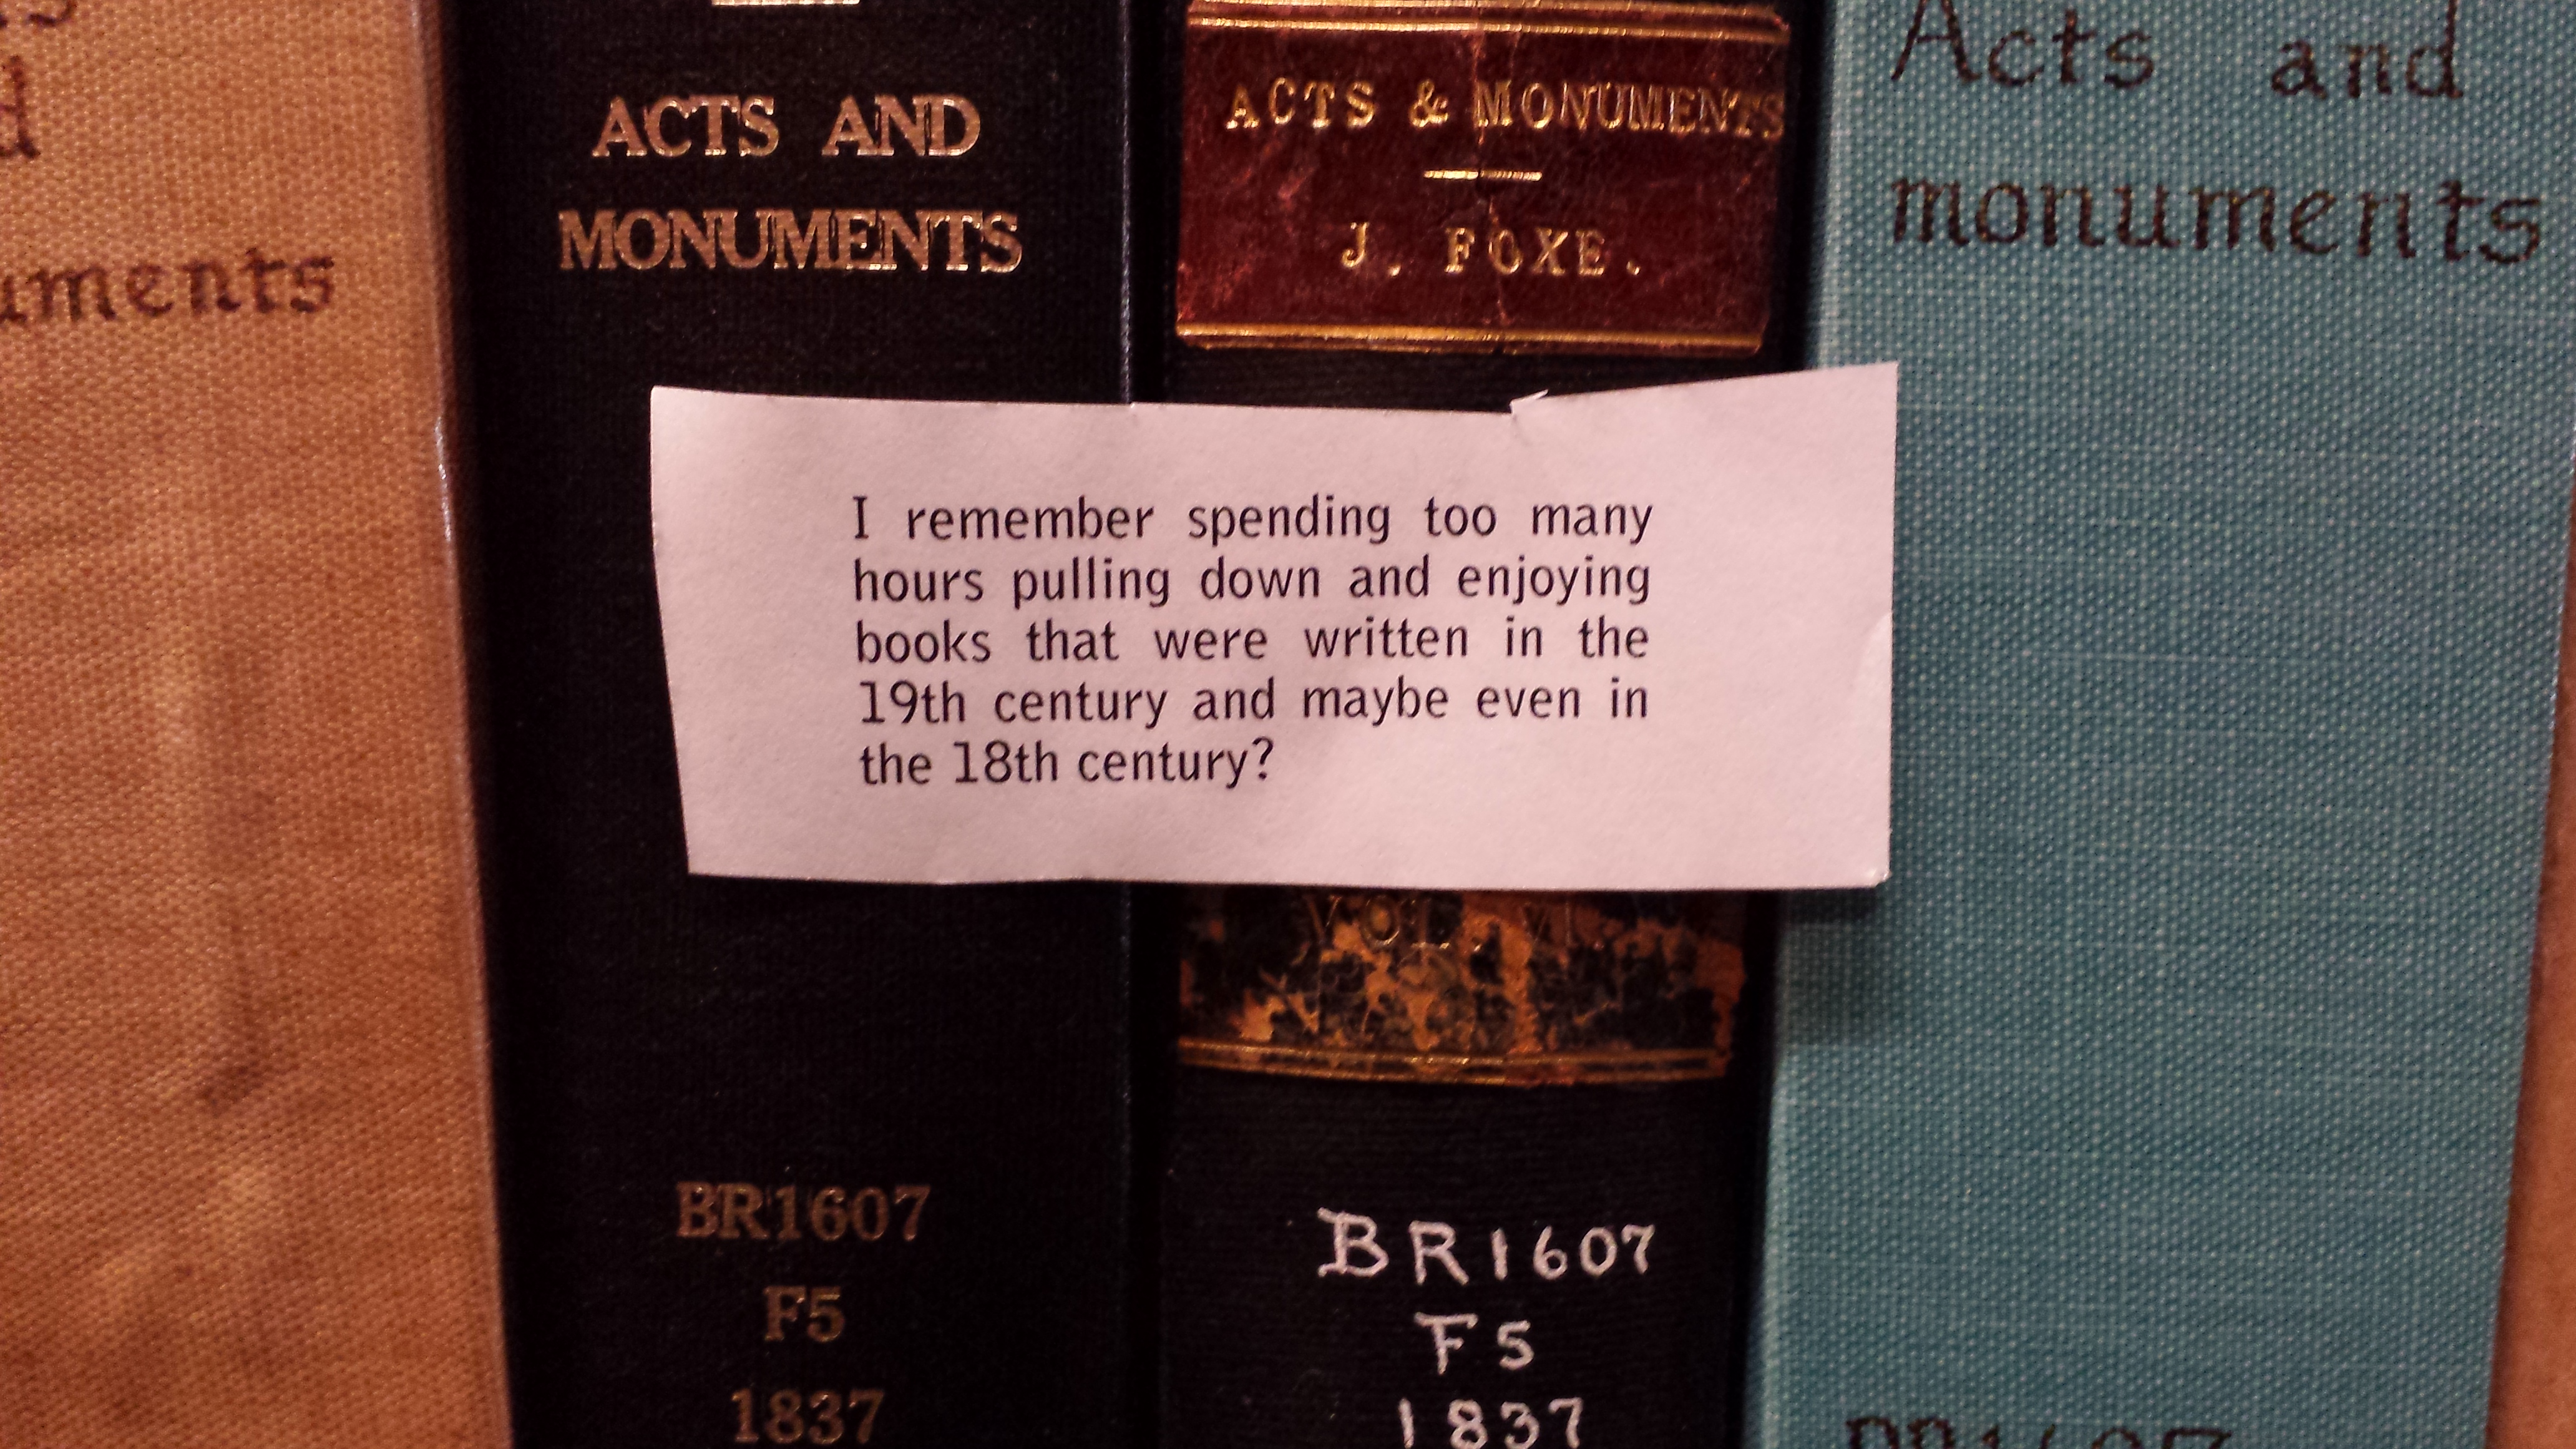 uments
ACTS AND
MONUMENTS
BR1607
F5
1837
ACTS & MONUMENTS
J. FOXE.
VOL.
BR1607
F5
1837
Acts and
monuments
I remember spending too many
hours pulling down and enjoying
books that were written in the
19th century and maybe even in
the 18th century?